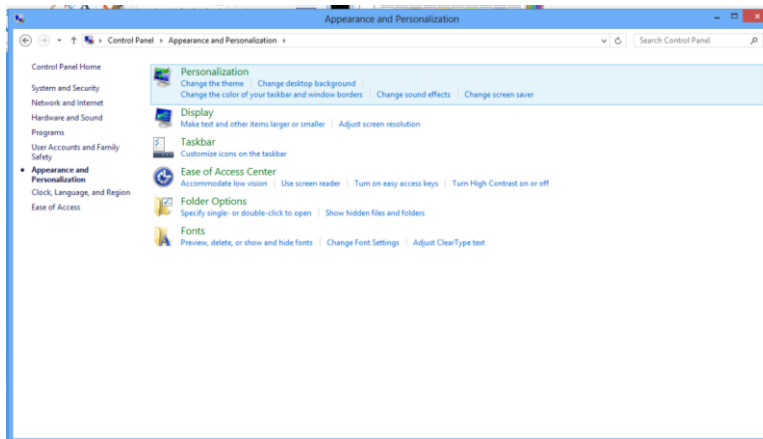 Appearance and Personalization
Control Panel Appearance and Personalization
Search Control Panel
Control Panel Home
System and Security
Network and Internet
Hardware and Sound
Programs
User Accounts and Family
Safety
Appearance and
Personalization
Clock, Language, and Region
Ease of Access
Personalization
Change the theme Change desktop background
Change the color of your taskbar and window borders Change sound effects Change screen saver
Display
Make text and other items larger or smaller Adjust screen resolution
Taskbar
Customize icons on the taskbar
Ease of Access Center
Accommodate low vision Use screen reader Turn on easy access keys Turn High Contrast on or off
Folder Options
Specify single- or double-click to open Show hidden files and folders
Fonts
Preview, delete, or show and hide fonts Change Font Settings Adjust ClearType text